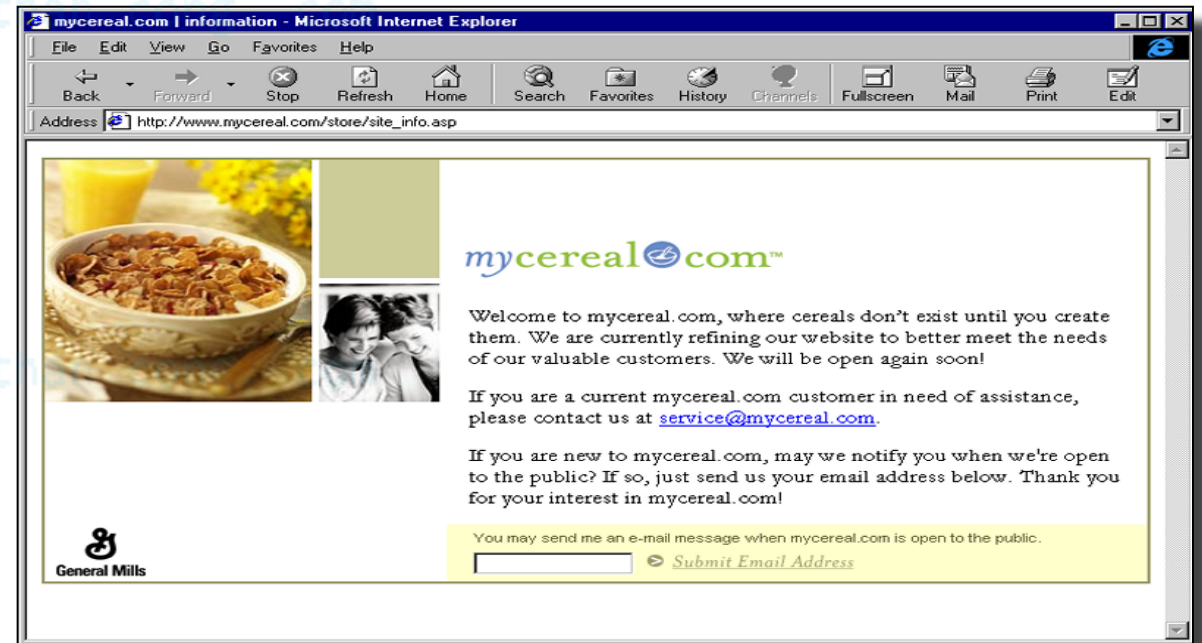 mycereal.com | information - Microsoft Internet Explorer
File Edit View Go Favorites Help
Back Forward Stop Refresh Home Search Favorites History Channels Fullscreen Mail Print Edit
Address http://www.mycereal.com/store/site_info.asp
mycereal com™
Welcome to mycereal.com, where cereals don't exist until you create
them. We are currently refining our website to better meet the needs
of our valuable customers. We will be open again soon!
If you are a current mycereal.com customer in need of assistance,
please contact us at service@mycereal.com.
If you are new to mycereal.com, may we notify you when we're open
to the public? If so, just send us your email address below. Thank you
for your interest in mycereal.com!
You may send me an e-mail message when mycereal.com is open to the public.
Submit Email Address
General Mills